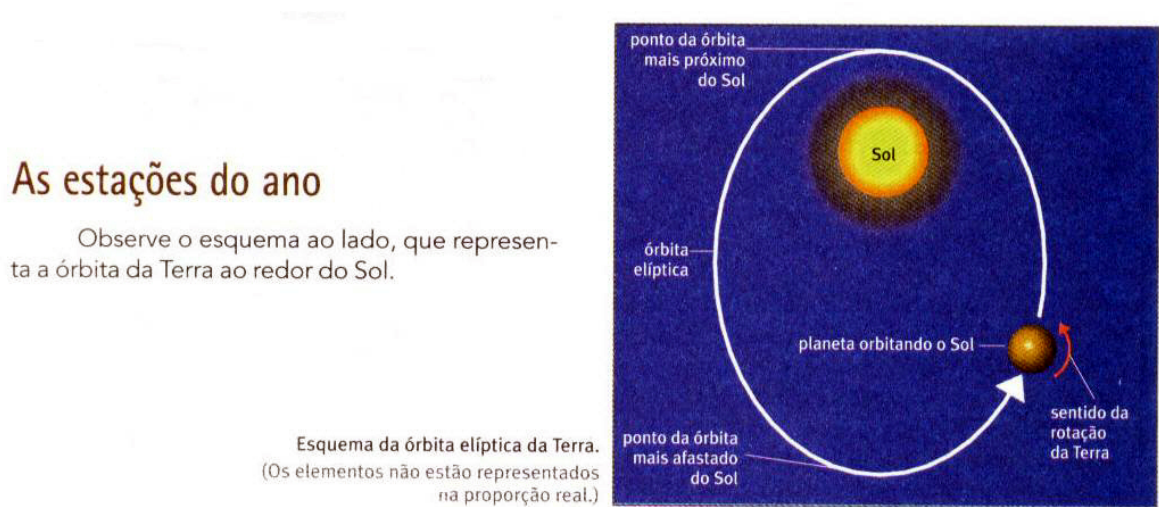 As estações do ano
Observe o esquema ao lado, que represen-
ta a órbita da Terra ao redor do Sol.
Esquema da órbita elíptica da Terra.
(Os elementos não estão representados
na proporção real.)
ponto da órbita
mais próximo
do Sol
Sol
órbita
elíptica
planeta orbitando o Sol
sentido da
rotação
da Terra
ponto da órbita
mais afastado
do Sol